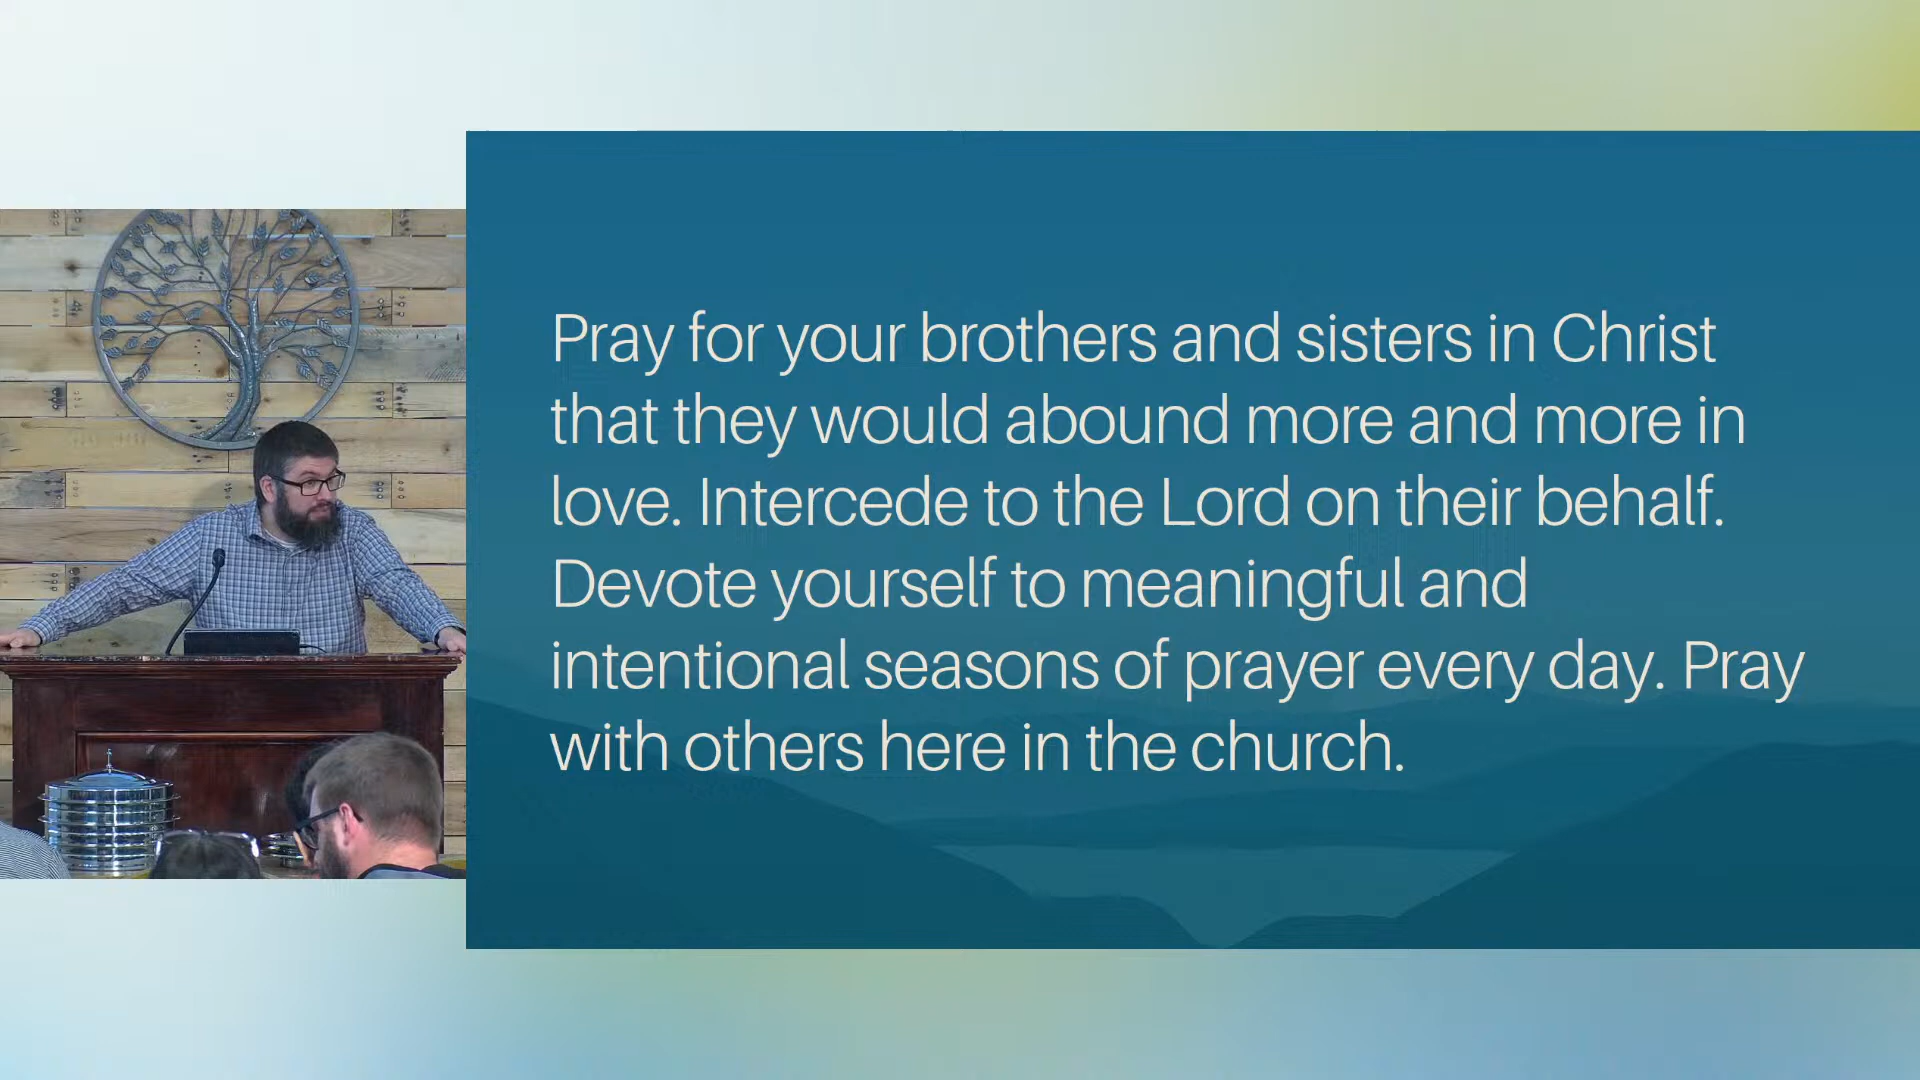 Pray for your brothers and sisters in Christ
that they would abound more and more in
love. Intercede to the Lord on their behalf.
Devote yourself to meaningful and
intentional seasons of prayer every day. Pray
with others here in the church.